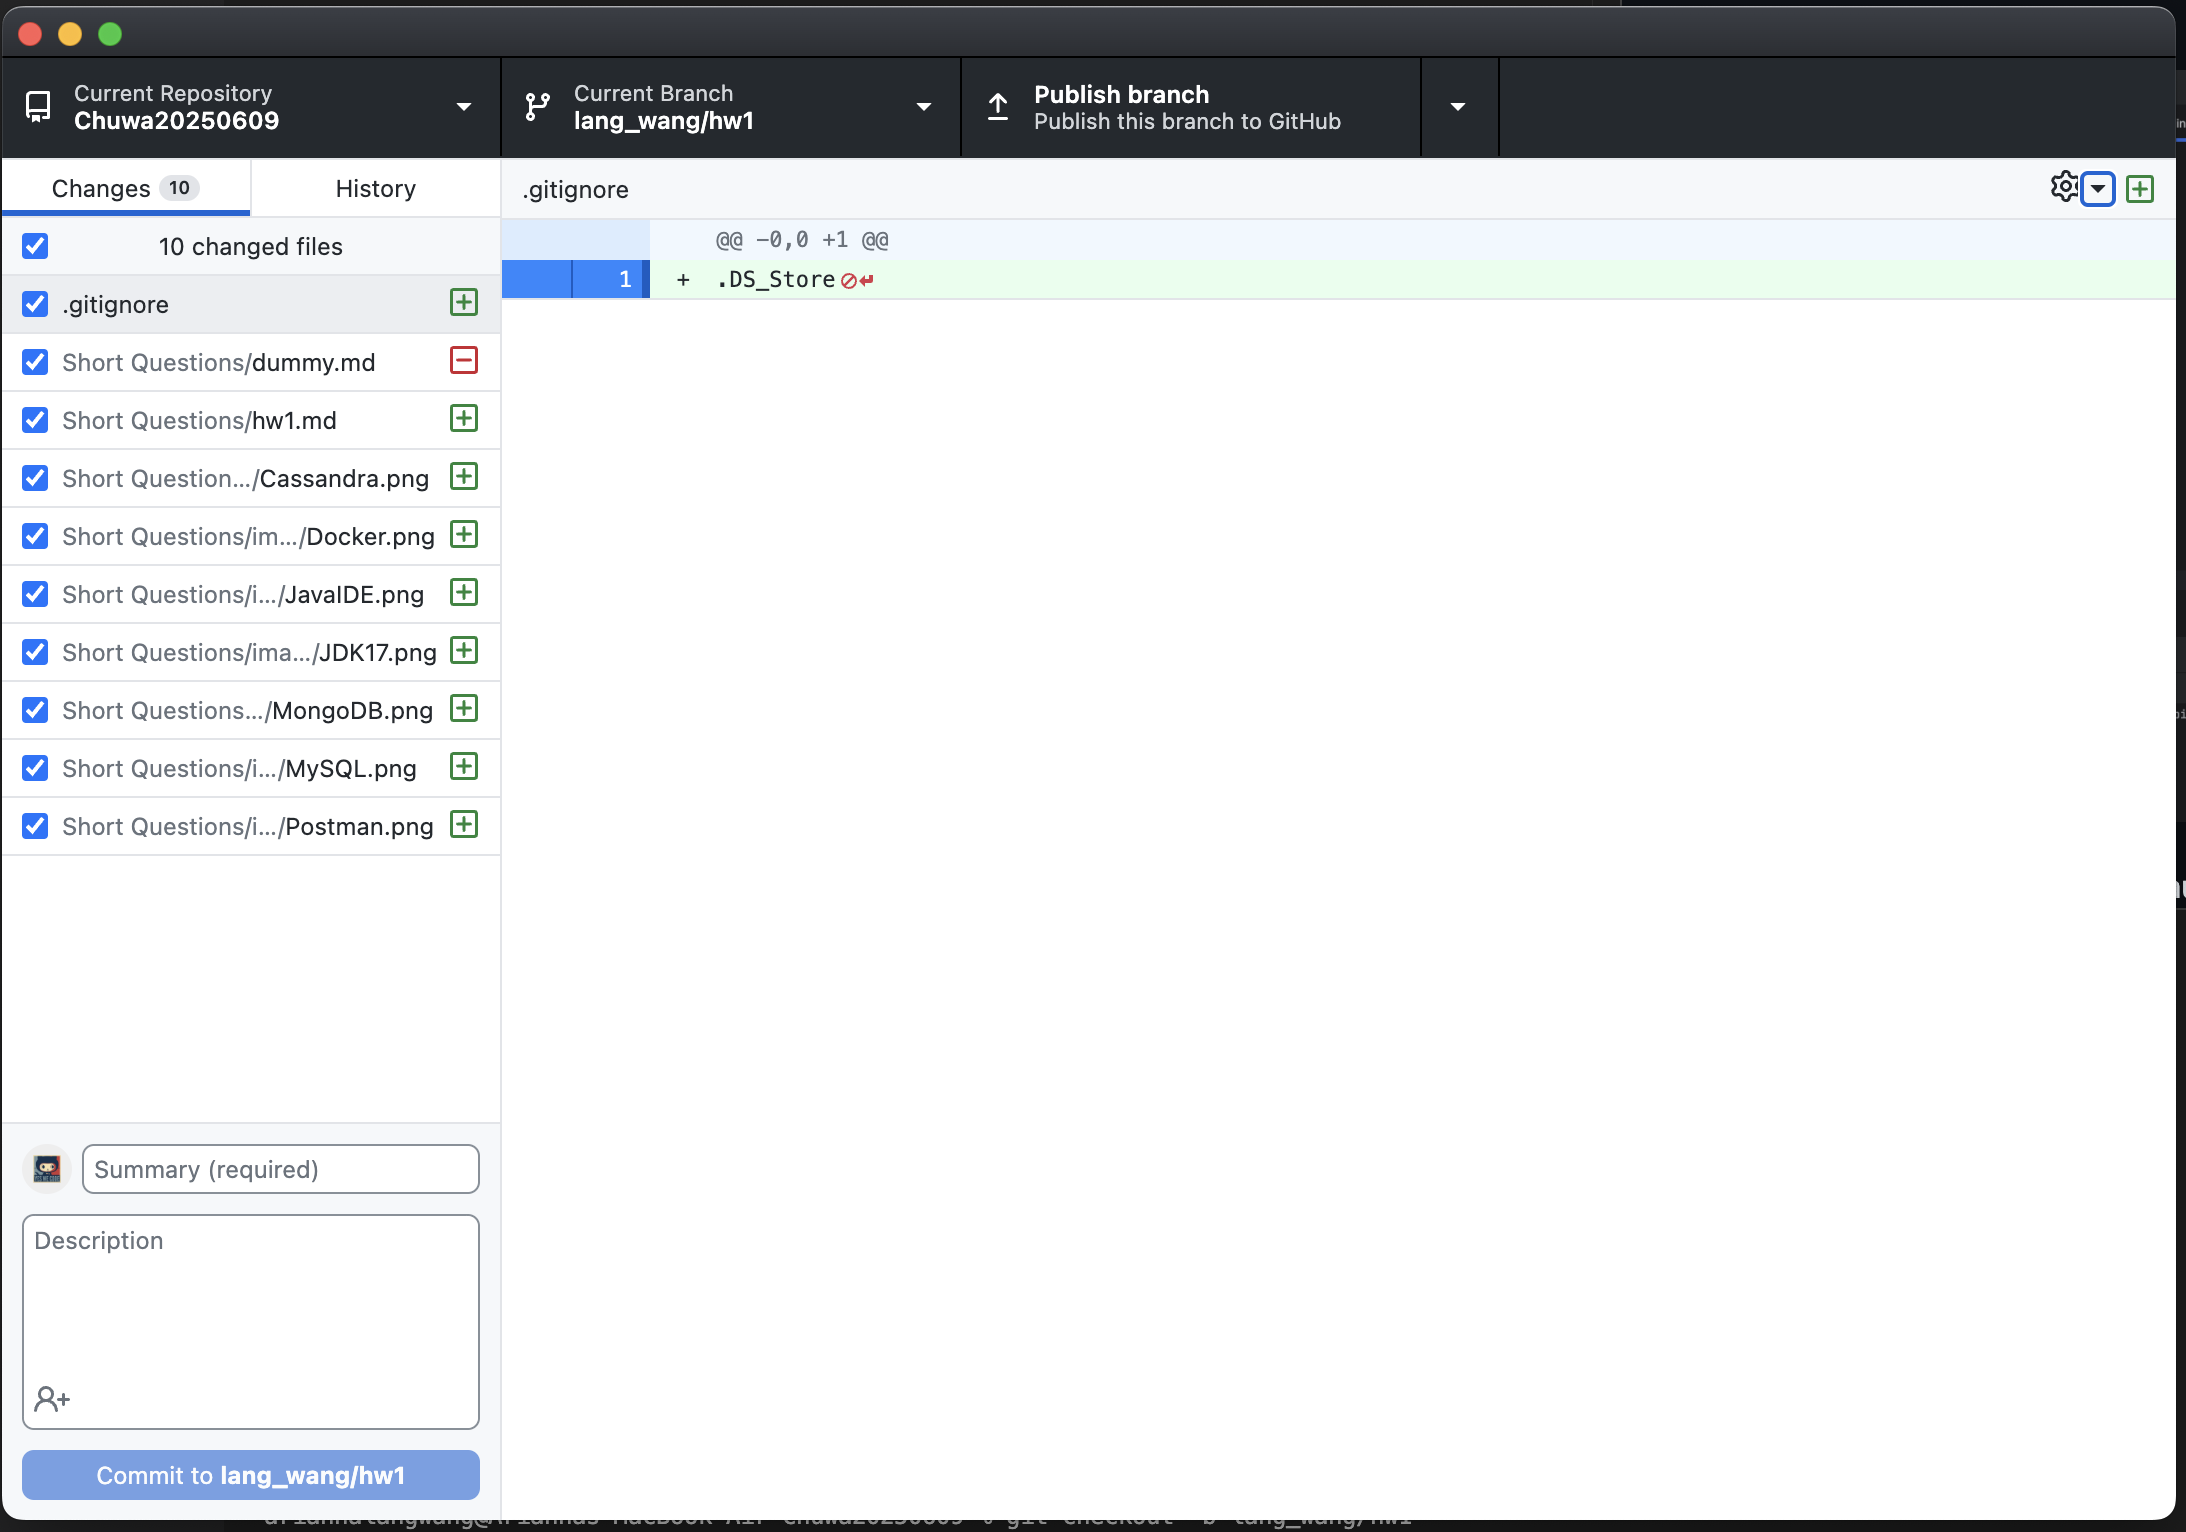 Current Repository
Chuwa20250609
Current Branch
lang_wang/hw1
Publish branch
Publish this branch to GitHub
Changes 10
History
.gitignore
10 changed files
@@ -0,0 +1 @@
1 + .DS_Store
.gitignore
Short Questions/dummy.md
Short Questions/hw1.md
Short Question.../Cassandra.png
Short Questions/im.../Docker.png
Short Questions/i.../JavaIDE.png
Short Questions/ima.../JDK17.png
Short Questions.../MongoDB.png
Short Questions/i.../MySQL.png
Short Questions/i.../Postman.png
Summary (required)
Description
Commit to lang_wang/hw1